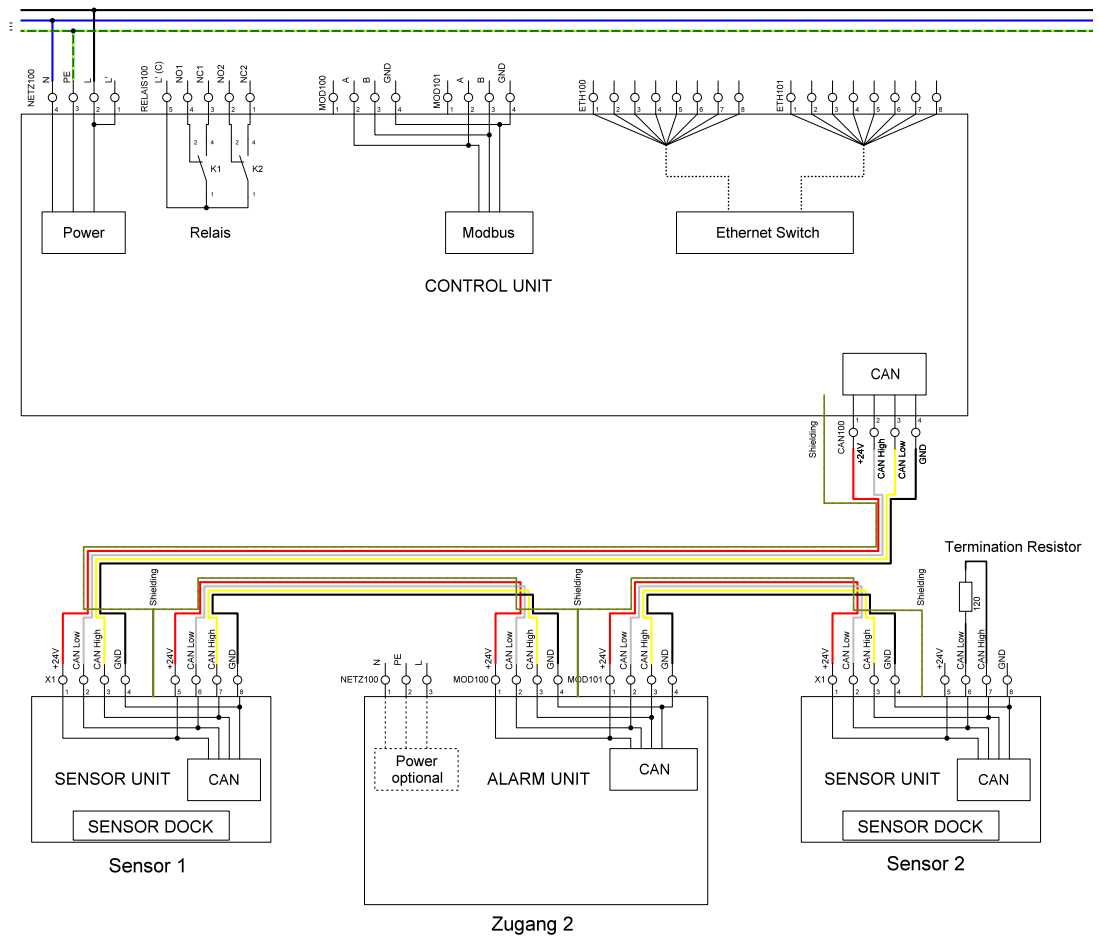 ...
NETZ100
N
PE
L
L'
4
3
2
1
RELAIS100
L' (C)
NO1
NC1
NO2
NC2
5
4
3
2
1
MOD100
A
B
GND
1
2
3
4
MOD101
A
B
GND
1
2
3
4
ETH100
1
2
3
4
5
6
7
8
ETH101
1
2
3
4
5
6
7
8
2
4
K1
1
2
4
K2
1
Power
Relais
Modbus
Ethernet Switch
CONTROL UNIT
CAN
1
2
3
4
Shielding
CAN100
+24V
CAN High
CAN Low
GND
Termination Resistor
120
Shielding
Shielding
Shielding
X1
+24V
CAN Low
CAN High
GND
+24V
CAN Low
CAN High
GND
1
2
3
4
5
6
7
8
NETZ100
N
PE
L
1
2
3
MOD100
+24V
CAN Low
CAN High
GND
1
2
3
4
MOD101
+24V
CAN Low
CAN High
GND
1
2
3
4
X1
+24V
CAN Low
CAN High
GND
+24V
CAN Low
CAN High
GND
1
2
3
4
5
6
7
8
SENSOR UNIT
CAN
SENSOR DOCK
Sensor 1
Power
optional
ALARM UNIT
CAN
Zugang 2
SENSOR UNIT
CAN
SENSOR DOCK
Sensor 2